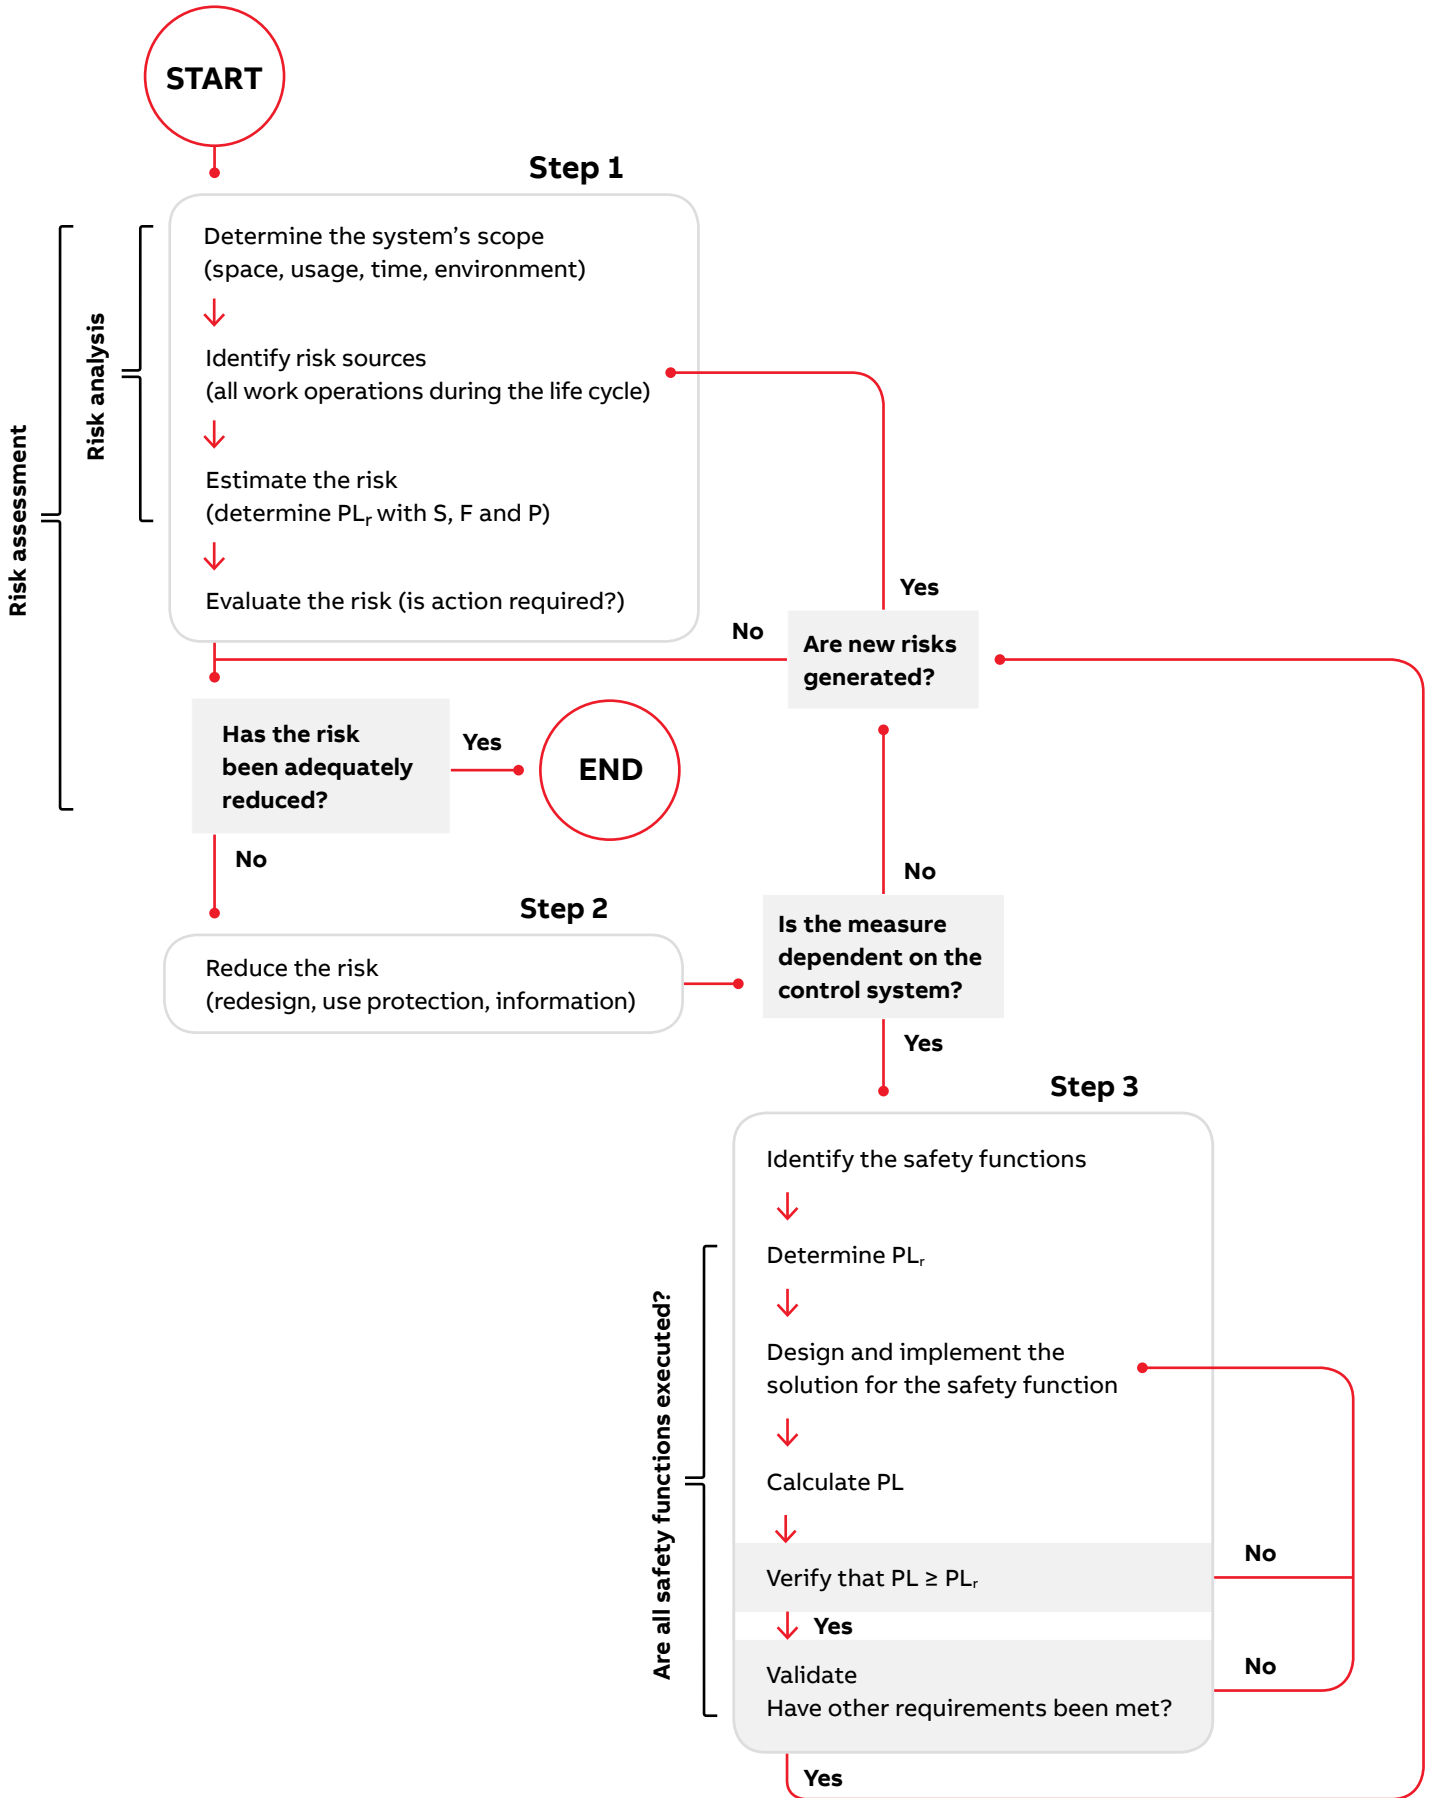 START
Step 1
Risk assessment
Risk analysis
Determine the system's scope
(space, usage, time, environment)
Identify risk sources
(all work operations during the life cycle)
Estimate the risk
(determine PLr with S, F and P)
Evaluate the risk (is action required?)
Yes
No
Are new risks
generated?
Has the risk
been adequately
reduced?
Yes
END
No
No
Step 2
Reduce the risk
(redesign, use protection, information)
Is the measure
dependent on the
control system?
Yes
Step 3
Are all safety functions executed?
Identify the safety functions
Determine PLr
Design and implement the
solution for the safety function
Calculate PL
Verify that PL ≥ PLr
No
Yes
Validate
Have other requirements been met?
No
Yes